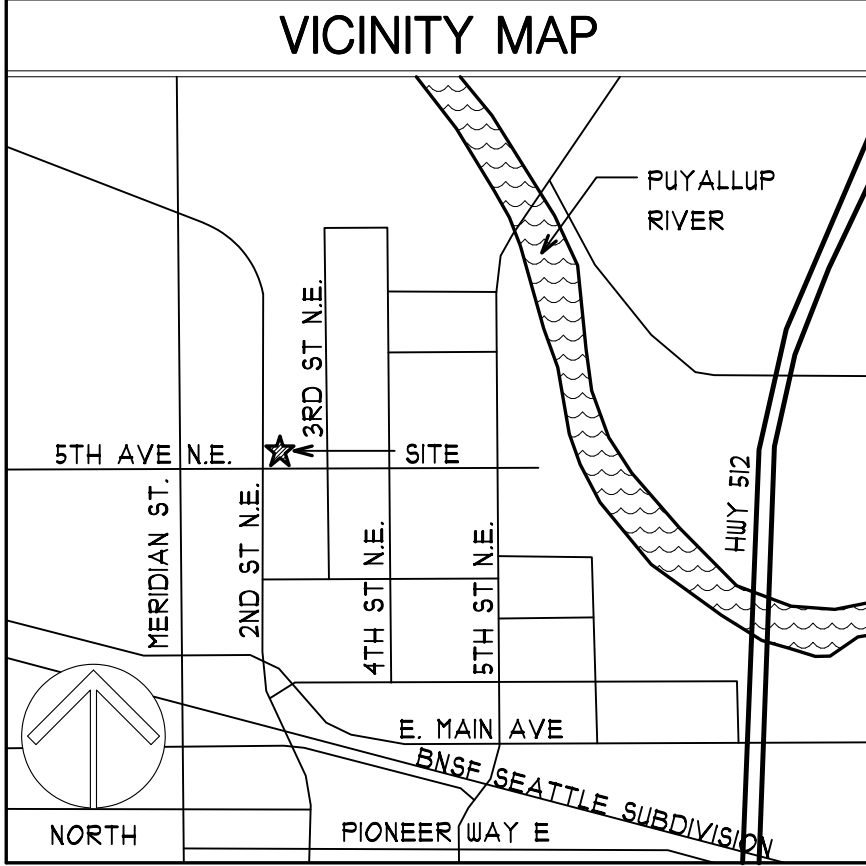 VICINITY MAP
PUYALLUP
RIVER
3RD ST N.E.
5TH AVE N.E.
SITE
MERIDIAN ST.
2ND ST N.E.
4TH ST N.E.
5TH ST N.E.
HWY 512
E. MAIN AVE
BNSF SEATTLE SUBDIVISION
NORTH
PIONEER WAY E